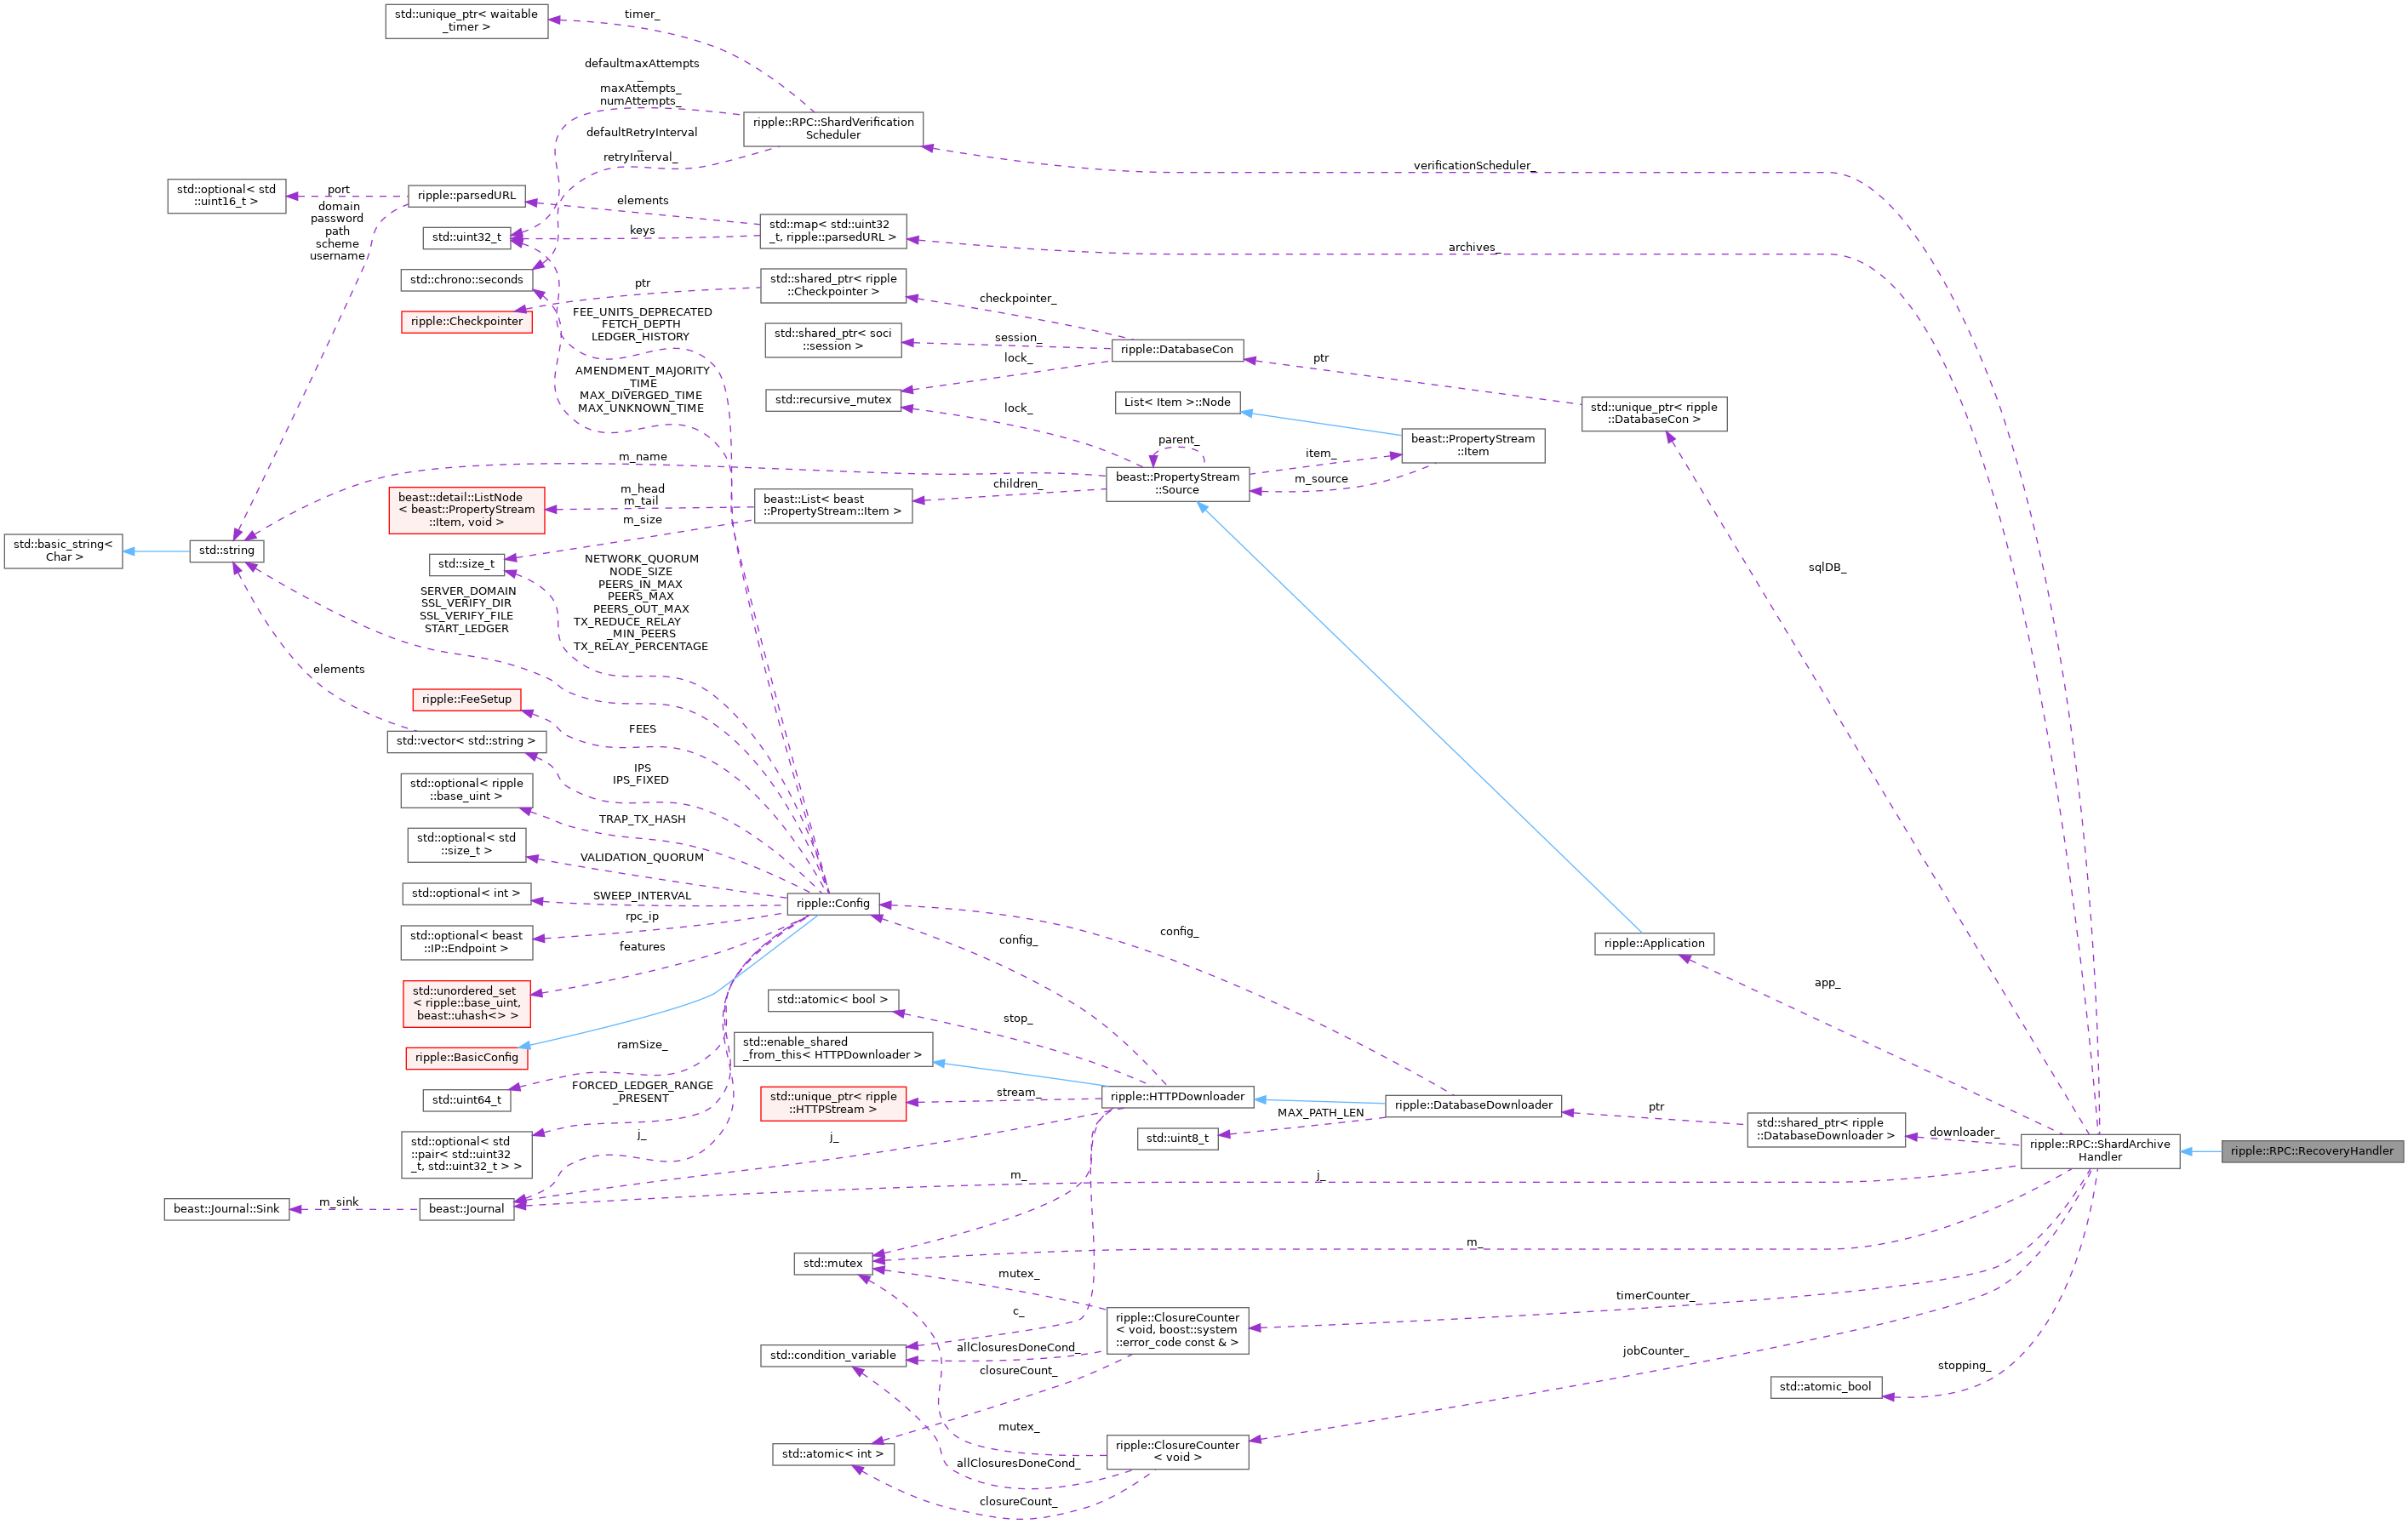 std::unique_ptr< waitable
_timer >
timer_
defaultmaxAttempts
_
maxAttempts_
numAttempts_
ripple::RPC::ShardVerification
Scheduler
defaultRetryInterval
_
retryInterval_
verificationScheduler_
std::optional< std
::uint16_t >
port
ripple::parsedURL
domain
password
path
scheme
username
elements
std::map< std::uint32
_t, ripple::parsedURL >
keys
std::uint32_t
archives_
std::chrono::seconds
ptr
std::shared_ptr< ripple
::Checkpointer >
checkpointer_
ripple::Checkpointer
FEE_UNITS_DEPRECATED
FETCH_DEPTH
LEDGER_HISTORY
std::shared_ptr< soci
::session >
session_
ripple::DatabaseCon
ptr
lock_
AMENDMENT_MAJORITY
_TIME
MAX_DIVERGED_TIME
MAX_UNKNOWN_TIME
std::recursive_mutex
lock_
List< Item >::Node
std::unique_ptr< ripple
::DatabaseCon >
parent_
beast::PropertyStream
::Item
item_
m_source
m_name
beast::PropertyStream
::Source
children_
beast::detail::ListNode
< beast::PropertyStream
::Item, void >
m_head
m_tail
beast::List< beast
::PropertyStream::Item >
m_size
std::basic_string<
Char >
std::string
std::size_t
sqlDB_
NETWORK_QUORUM
NODE_SIZE
PEERS_IN_MAX
PEERS_MAX
PEERS_OUT_MAX
TX_REDUCE_RELAY
_MIN_PEERS
TX_RELAY_PERCENTAGE
SERVER_DOMAIN
SSL_VERIFY_DIR
SSL_VERIFY_FILE
START_LEDGER
elements
ripple::FeeSetup
FEES
std::vector< std::string >
IPS
IPS_FIXED
std::optional< ripple
::base_uint >
TRAP_TX_HASH
std::optional< std
::size_t >
VALIDATION_QUORUM
std::optional< int >
SWEEP_INTERVAL
ripple::Config
rpc_ip
std::optional< beast
::IP::Endpoint >
features
config_
config_
ripple::Application
app_
std::unordered_set
< ripple::base_uint,
beast::uhash<> >
std::atomic< bool >
stop_
ripple::BasicConfig
ramSize_
std::enable_shared
_from_this< HTTPDownloader >
std::uint64_t
FORCED_LEDGER_RANGE
_PRESENT
std::unique_ptr< ripple
::HTTPStream >
stream_
ripple::HTTPDownloader
ripple::DatabaseDownloader
MAX_PATH_LEN
std::uint8_t
ptr
std::shared_ptr< ripple
::DatabaseDownloader >
downloader_
ripple::RPC::ShardArchive
Handler
ripple::RPC::RecoveryHandler
std::optional< std
::pair< std::uint32
_t, std::uint32_t > >
j_
j_
m_
j_
beast::Journal::Sink
m_sink
beast::Journal
std::mutex
m_
mutex_
c_
ripple::ClosureCounter
< void, boost::system
::error_code const & >
timerCounter_
std::condition_variable
allClosuresDoneCond_
closureCount_
jobCounter_
stopping_
std::atomic_bool
mutex_
std::atomic< int >
ripple::ClosureCounter
< void >
allClosuresDoneCond_
closureCount_